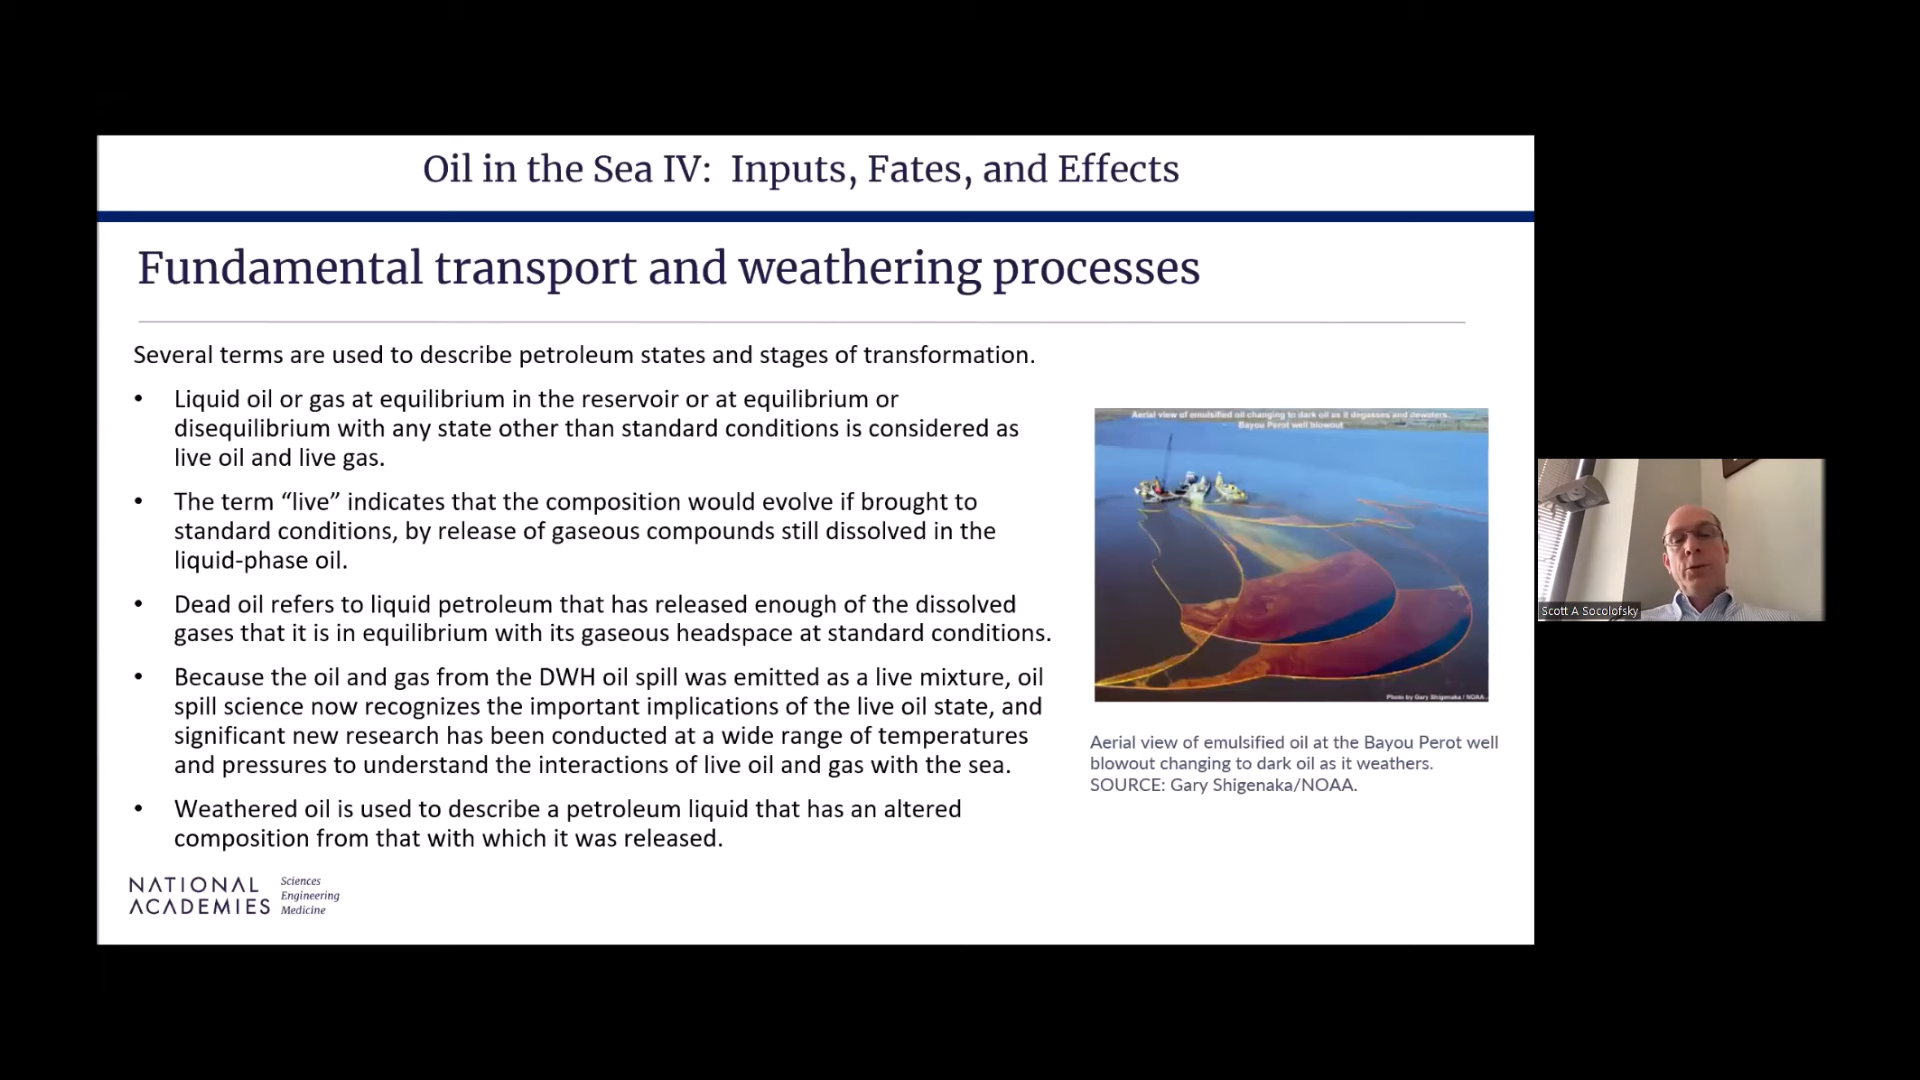 Oil in the Sea IV: Inputs, Fates, and Effects
Fundamental transport and weathering processes
Several terms are used to describe petroleum states and stages of transformation.
• Liquid oil or gas at equilibrium in the reservoir or at equilibrium or
disequilibrium with any state other than standard conditions is considered as
live oil and live gas.
• The term “live” indicates that the composition would evolve if brought to
standard conditions, by release of gaseous compounds still dissolved in the
liquid-phase oil.
• Dead oil refers to liquid petroleum that has released enough of the dissolved
gases that it is in equilibrium with its gaseous headspace at standard conditions.
• Because the oil and gas from the DWH oil spill was emitted as a live mixture, oil
spill science now recognizes the important implications of the live oil state, and
significant new research has been conducted at a wide range of temperatures
and pressures to understand the interactions of live oil and gas with the sea.
• Weathered oil is used to describe a petroleum liquid that has an altered
composition from that with which it was released.
Aerial view of emulsified oil changing to dark oil as it degasses and dewaters
Bayou Perot well blowout
Photo by Gary Shigenaka / NOAA
Aerial view of emulsified oil at the Bayou Perot well
blowout changing to dark oil as it weathers.
SOURCE: Gary Shigenaka/NOAA.
NATIONAL
ACADEMIES
Sciences
Engineering
Medicine
Scott A Socolofsky